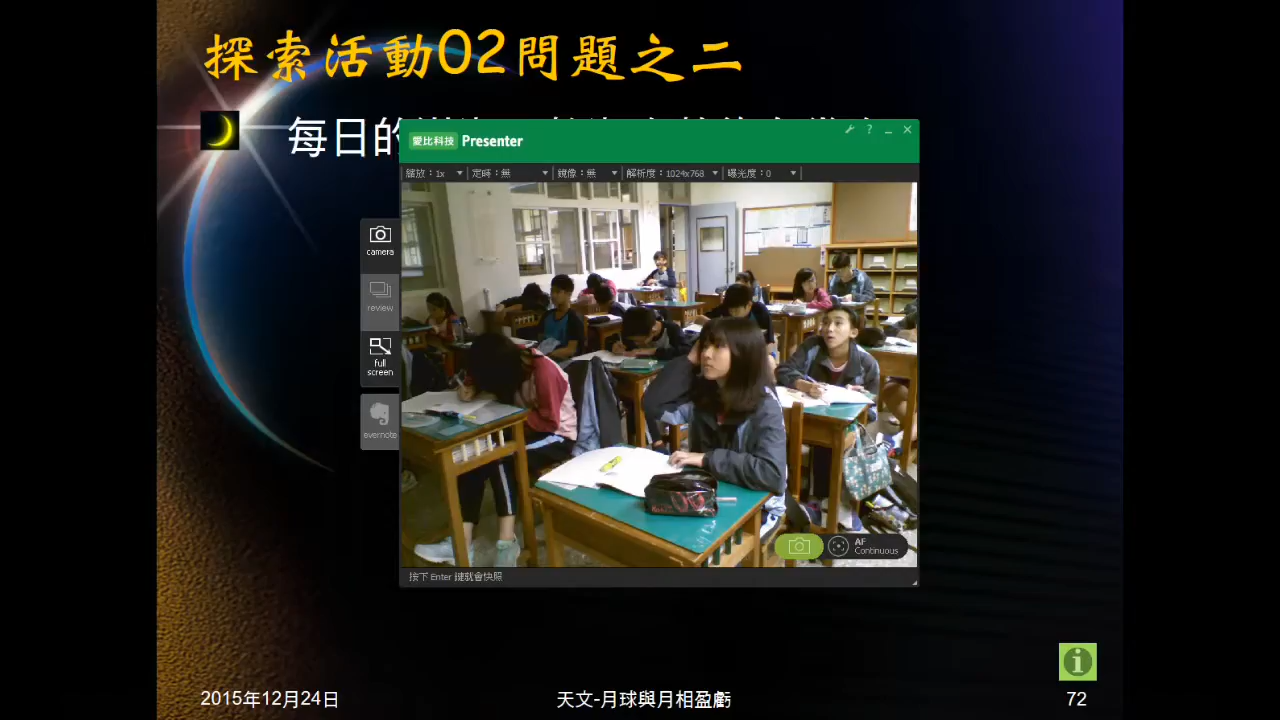 探索活動02問題之二
每日的
愛比科技 Presenter
縮放：1x 定時：無 鏡像：無 解析度：1024x768 曝光度：0
camera
review
full
screen
evernote
AF
Continuous
按下 Enter 鍵就會快照
2015年12月24日 天文-月球與月相盈虧 72